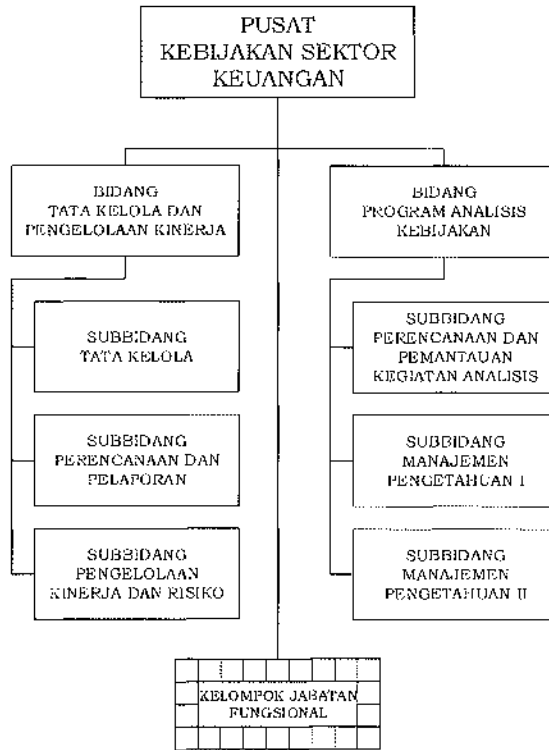 PUSAT
KEBIJAKAN SEKTOR
KEUANGAN
BIDANG
TATA KELOLA DAN
PENGELOLAAN KINERJA
SUBBIDANG
TATA KELOLA
SUBBIDANG
PERENCANAAN DAN
PELAPORAN
SUBBIDANG
PENGELOLAAN
KINERJA DAN RISIKO
BIDANG
PROGRAM ANALISIS
KEBIJAKAN
SUBBIDANG
PERENCANAAN DAN
PEMANTAUAN
KEGIATAN ANALISIS
SUBBIDANG
MANAJEMEN
PENGETAHUAN I
SUBBIDANG
MANAJEMEN
PENGETAHUAN II
KELOMPOK JABATAN
FUNGSIONAL